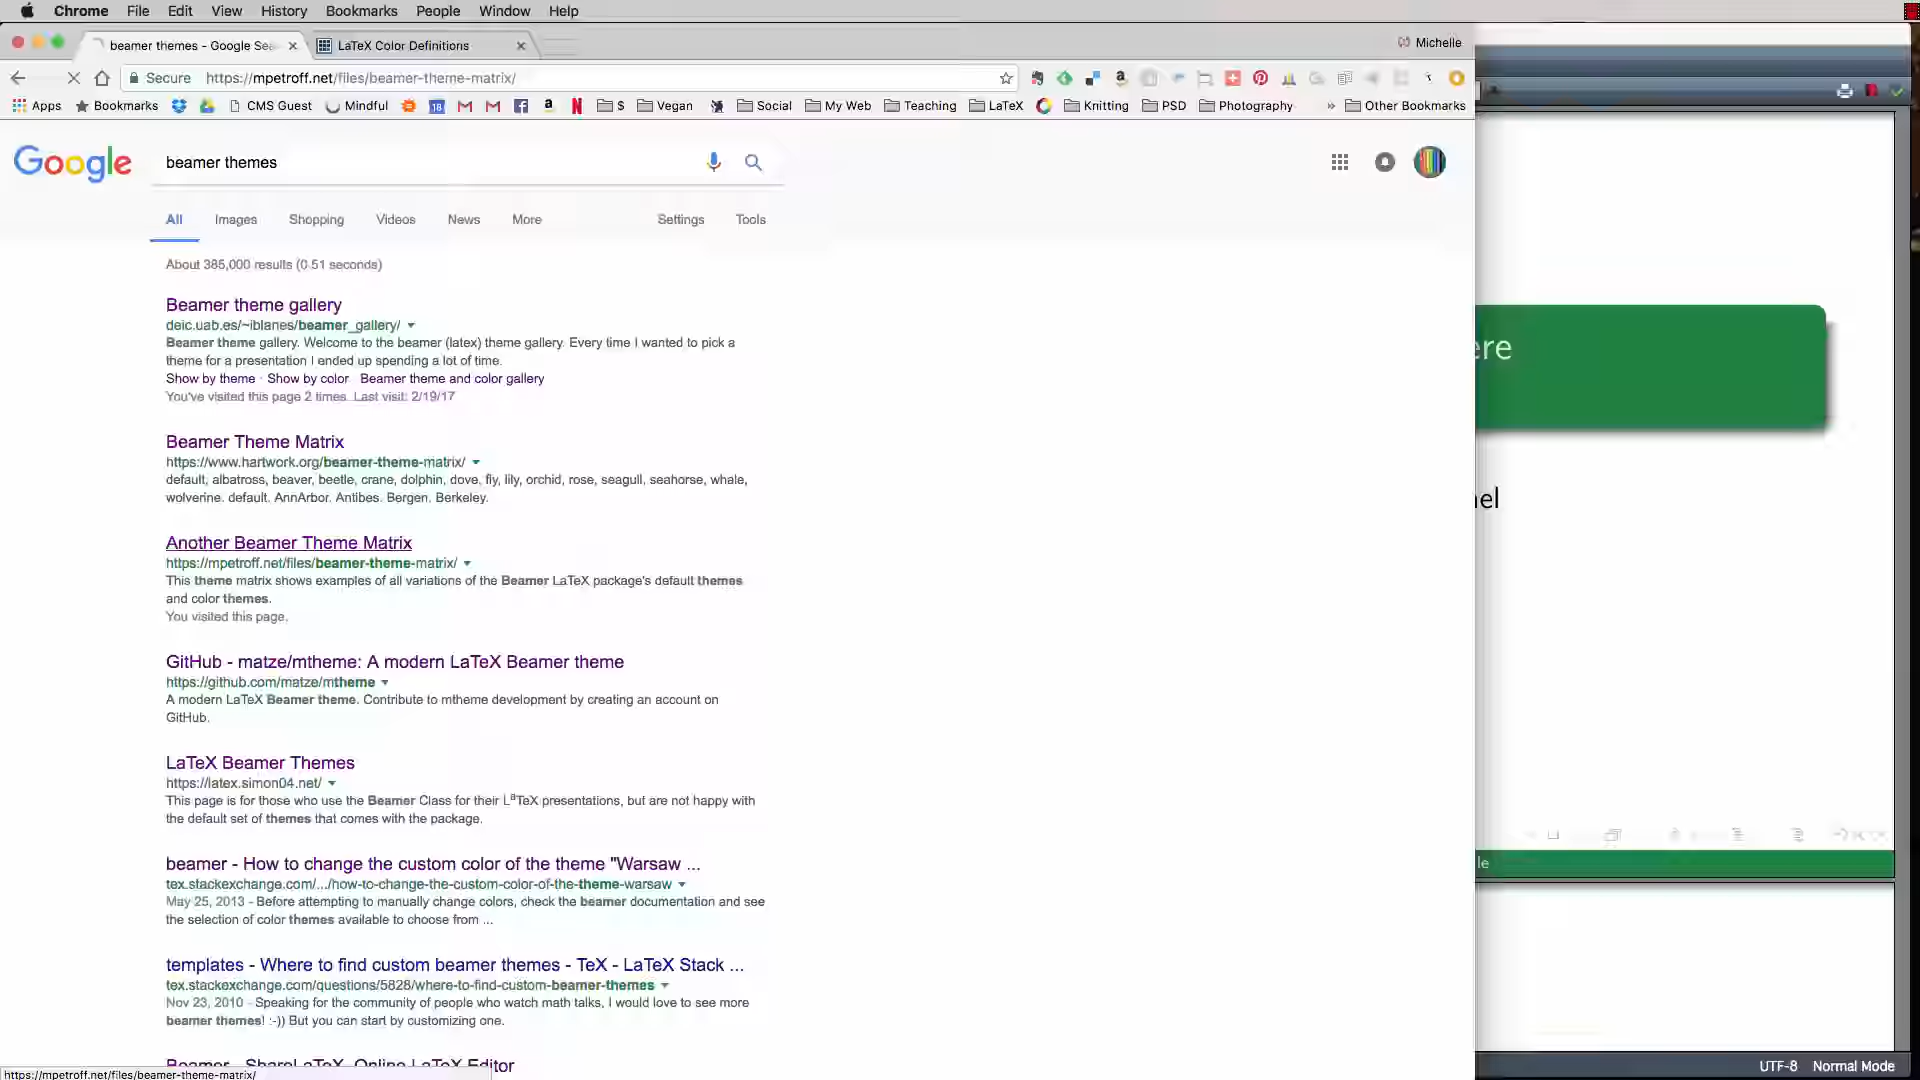 Chrome File Edit View History Bookmarks People Window Help
beamer themes - Google Sea
LaTeX Color Definitions
Michelle
Secure https://mpetroff.net/files/beamer-theme-matrix/
Apps Bookmarks CMS Guest Mindful 18 $ Vegan Social My Web Teaching LaTeX Knitting PSD Photography » Other Bookmarks
Google beamer themes
All Images Shopping Videos News More Settings Tools
About 385,000 results (0.51 seconds)
Beamer theme gallery
deic.uab.es/~iblanes/beamer_gallery/
Beamer theme gallery. Welcome to the beamer (latex) theme gallery. Every time I wanted to pick a
theme for a presentation I ended up spending a lot of time.
Show by theme · Show by color · Beamer theme and color gallery
You've visited this page 2 times. Last visit: 2/19/17
Beamer Theme Matrix
https://www.hartwork.org/beamer-theme-matrix/
default, albatross, beaver, beetle, crane, dolphin, dove, fly, lily, orchid, rose, seagull, seahorse, whale,
wolverine. default. AnnArbor. Antibes. Bergen. Berkeley.
Another Beamer Theme Matrix
https://mpetroff.net/files/beamer-theme-matrix/
This theme matrix shows examples of all variations of the Beamer LaTeX package's default themes
and color themes.
You visited this page.
GitHub - matze/mtheme: A modern LaTeX Beamer theme
https://github.com/matze/mtheme
A modern LaTeX Beamer theme. Contribute to mtheme development by creating an account on
GitHub.
LaTeX Beamer Themes
https://latex.simon04.net/
This page is for those who use the Beamer Class for their LaTeX presentations, but are not happy with
the default set of themes that comes with the package.
beamer - How to change the custom color of the theme "Warsaw ...
tex.stackexchange.com/.../how-to-change-the-custom-color-of-the-theme-warsaw
May 25, 2013 - Before attempting to manually change colors, check the beamer documentation and see
the selection of color themes available to choose from ...
templates - Where to find custom beamer themes - TeX - LaTeX Stack ...
tex.stackexchange.com/questions/5828/where-to-find-custom-beamer-themes
Nov 23, 2010 - Speaking for the community of people who watch math talks, I would love to see more
beamer themes! :-)) But you can start by customizing one.
Beamer - ShareLaTeX, Online LaTeX Editor
https://mpetroff.net/files/beamer-theme-matrix/
ere
nel
le
UTF-8 Normal Mode